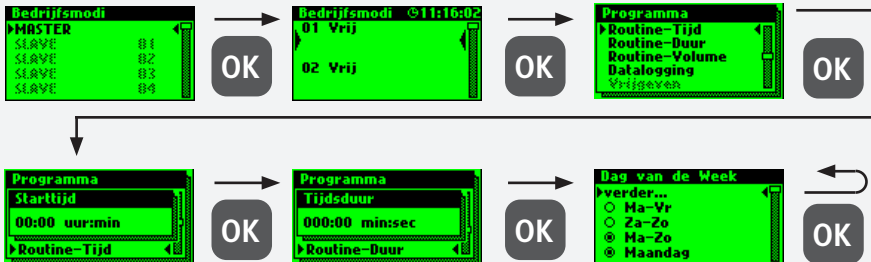 Bedrijfsmodi
MASTER
SLAVE 01
SLAVE 02
SLAVE 03
SLAVE 04
OK
Bedrijfsmodi 11:16:02
01 Vrij
02 Vrij
OK
Programma
Routine-Tijd
Routine-Duur
Routine-Volume
Datalogging
Vrijgeven
OK
Programma
Starttijd
00:00 uur:min
Routine-Tijd
OK
Programma
Tijdsduur
000:00 min:sec
Routine-Duur
OK
Dag van de Week
verder...
Ma-Vr
Za-Zo
Ma-Zo
Maandag
OK